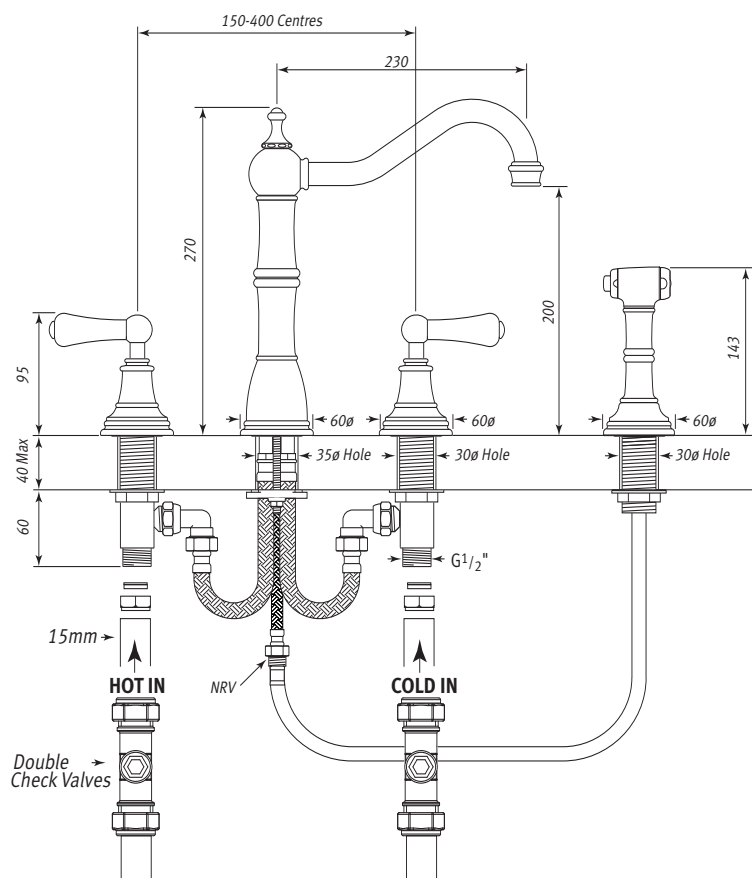 150-400 Centres
230
270
200
143
95
60ø
60ø
60ø
40 Max
35ø Hole
30ø Hole
30ø Hole
60
G1/2"
15mm
NRV
HOT IN
COLD IN
Double
Check Valves